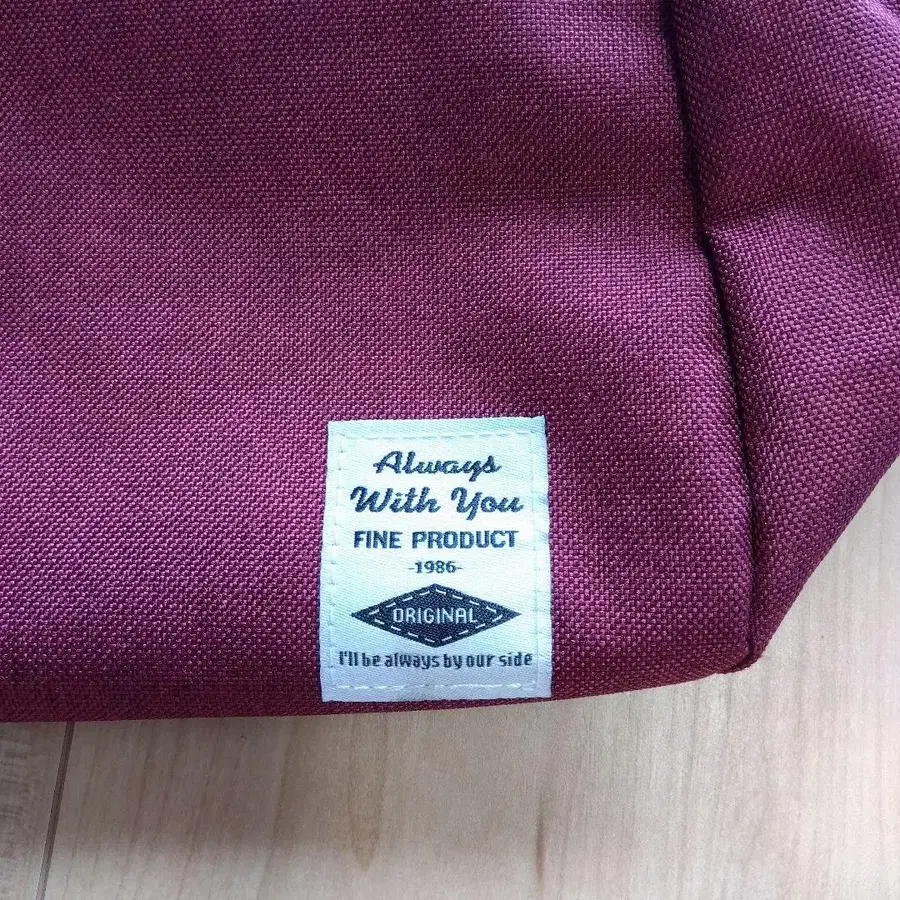 Always
With You
FINE PRODUCT
-1986-
ORIGINAL
I'll be always by our side